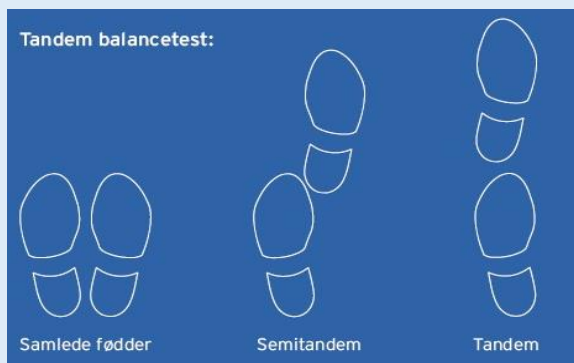 Tandem balancetest:
Samlede fødder
Semitandem
Tandem